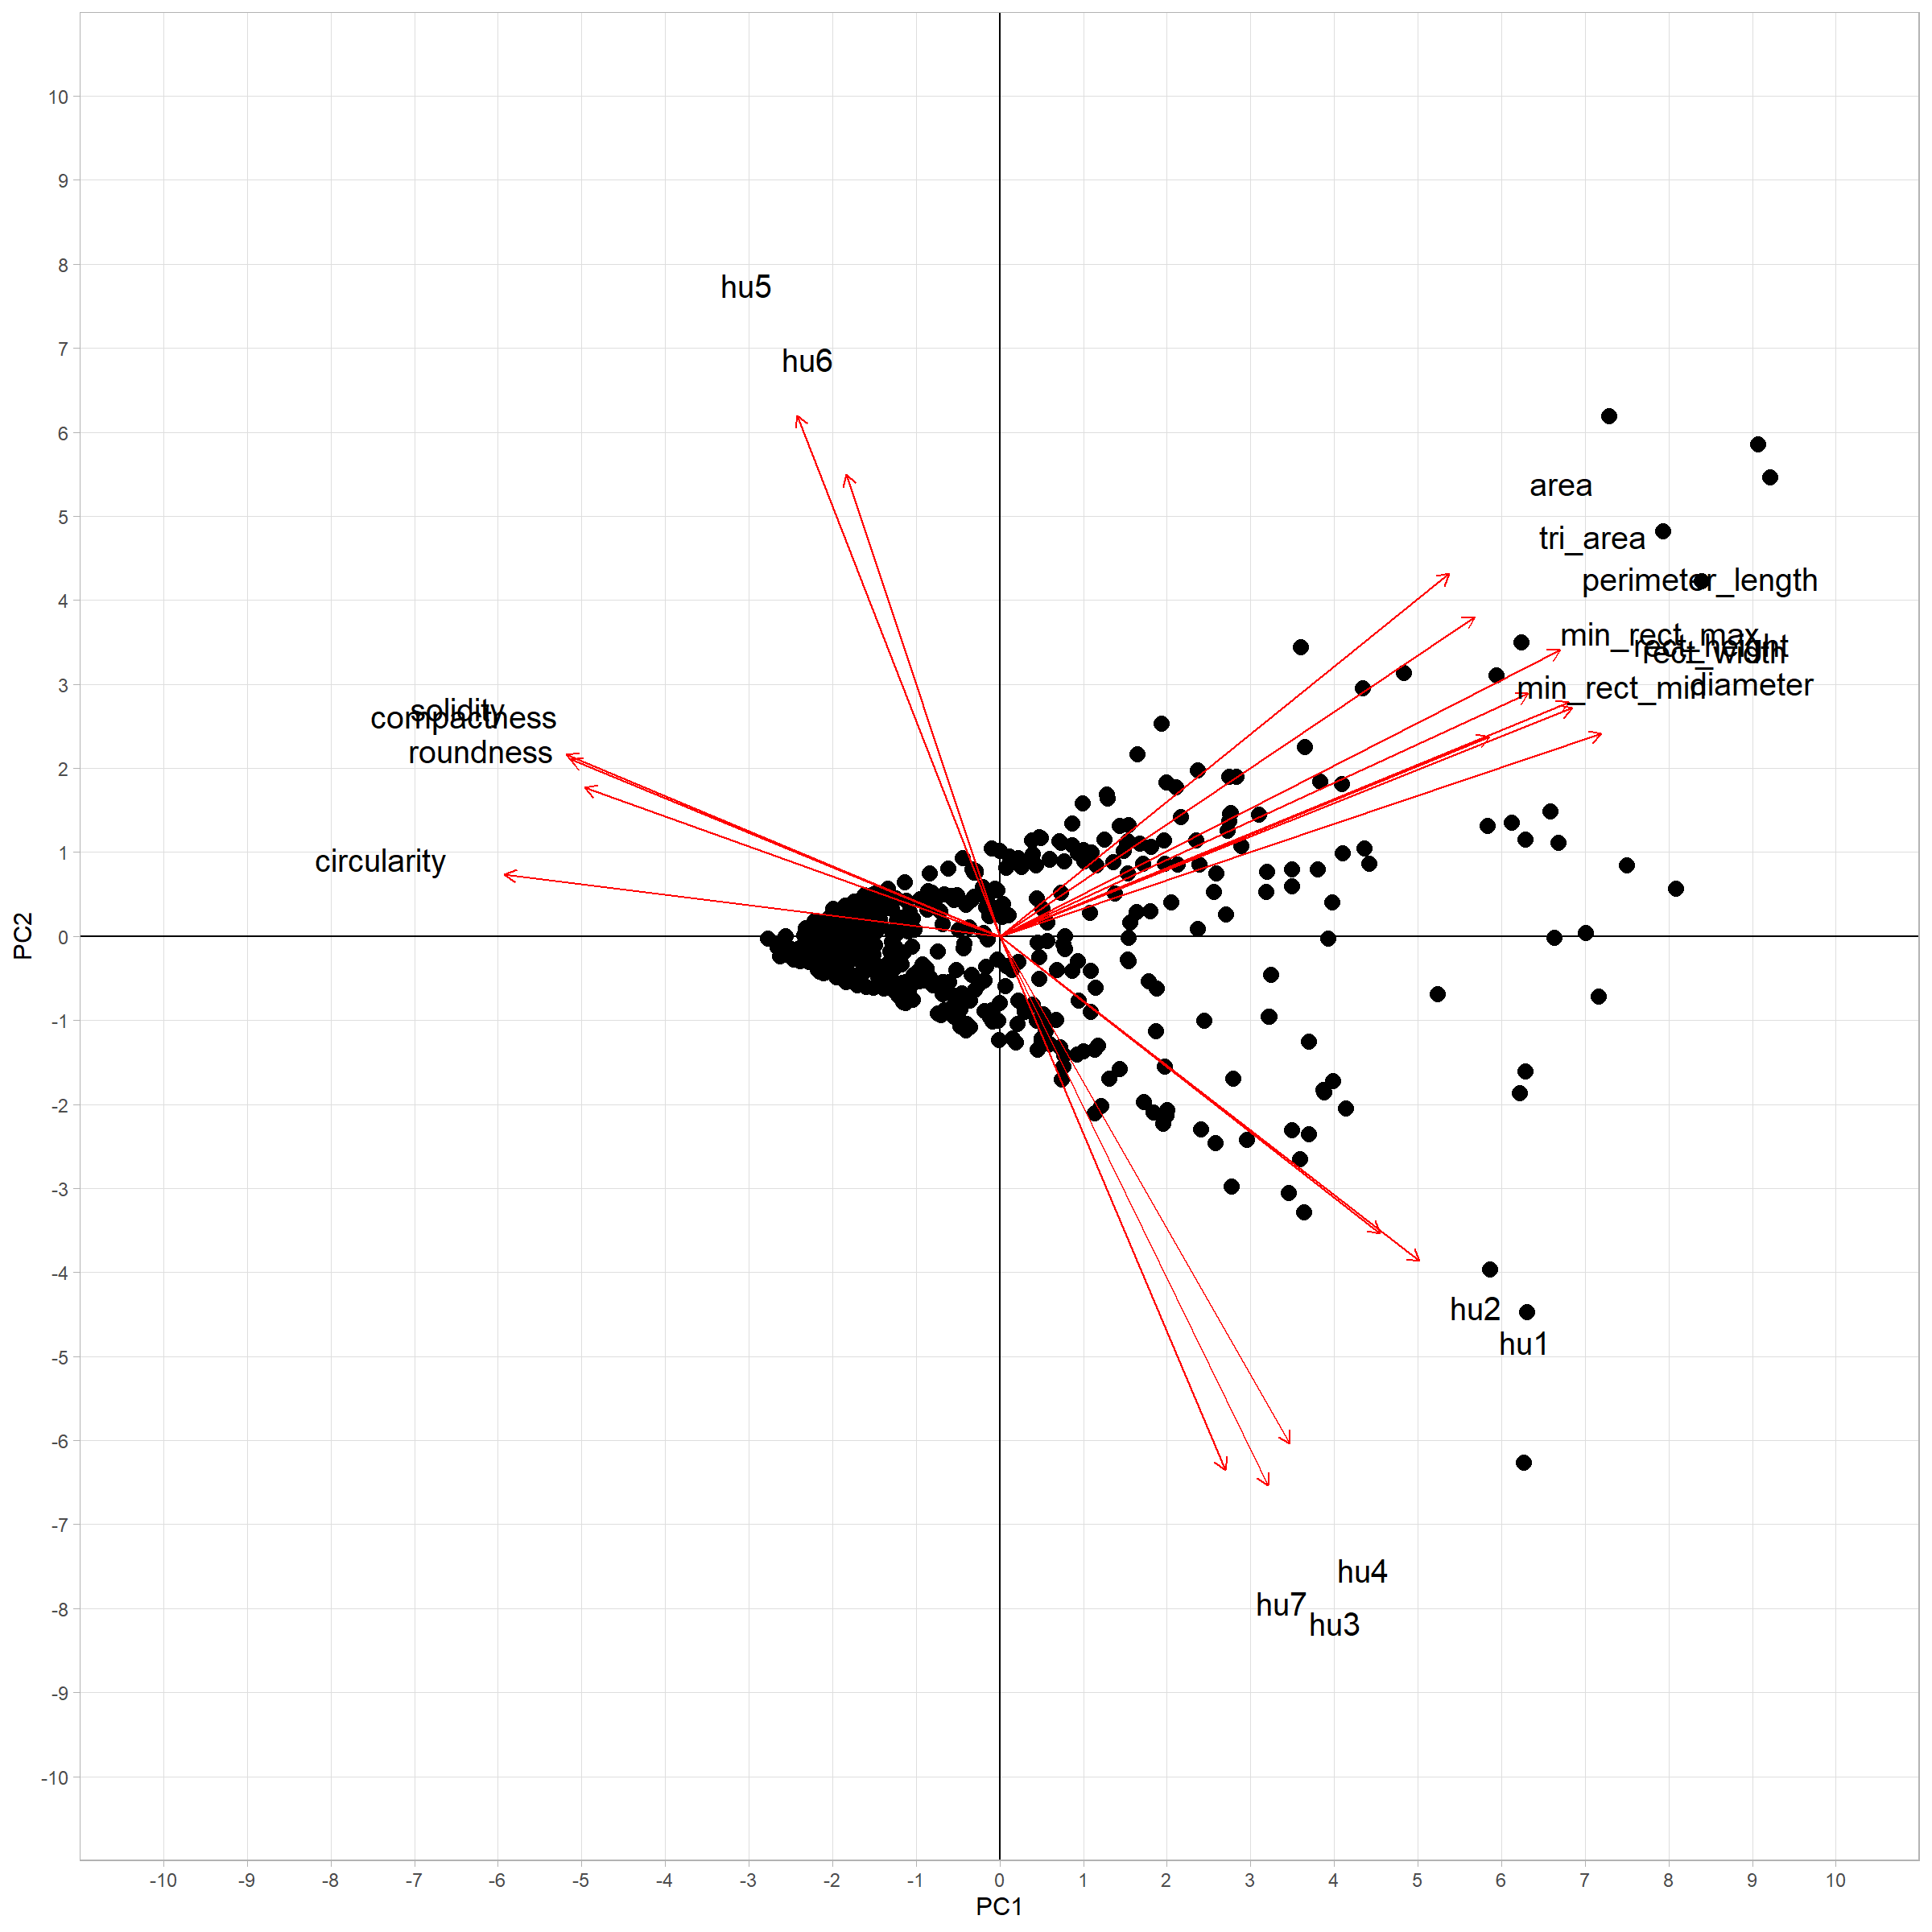 10
9
8
7
6
5
4
3
2
1
0
-1
-2
-3
-4
-5
-6
-7
-8
-9
-10
PC2
hu5
hu6
area
tri_area
perimeter_length
min_rect_max
rect_height
rect_width
min_rect_min
diameter
solidity
compactness
roundness
circularity
hu2
hu1
hu4
hu7
hu3
-10 -9 -8 -7 -6 -5 -4 -3 -2 -1 0 1 2 3 4 5 6 7 8 9 10
PC1